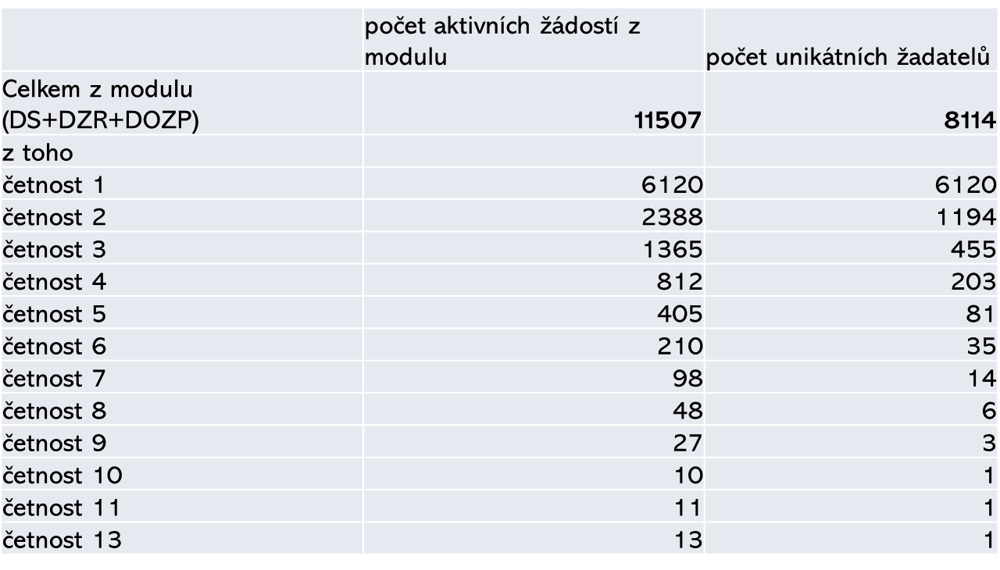 počet aktivních žádostí z
modulu
počet unikátních žadatelů
Celkem z modulu
(DS+DZR+DOZP) 11507 8114
z toho
četnost 1 6120 6120
četnost 2 2388 1194
četnost 3 1365 455
četnost 4 812 203
četnost 5 405 81
četnost 6 210 35
četnost 7 98 14
četnost 8 48 6
četnost 9 27 3
četnost 10 10 1
četnost 11 11 1
četnost 13 13 1